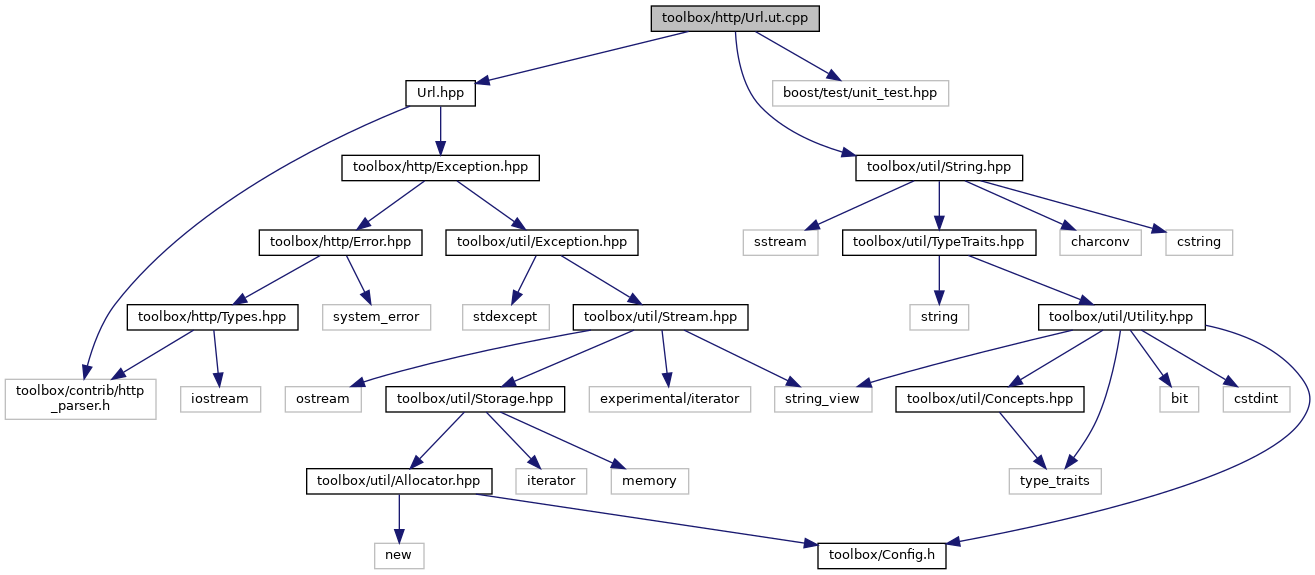 toolbox/http/Url.ut.cpp
Url.hpp
boost/test/unit_test.hpp
toolbox/http/Exception.hpp
toolbox/util/String.hpp
toolbox/http/Error.hpp
toolbox/util/Exception.hpp
sstream
toolbox/util/TypeTraits.hpp
charconv
cstring
toolbox/http/Types.hpp
system_error
stdexcept
toolbox/util/Stream.hpp
string
toolbox/util/Utility.hpp
toolbox/contrib/http
_parser.h
iostream
ostream
toolbox/util/Storage.hpp
experimental/iterator
string_view
toolbox/util/Concepts.hpp
bit
cstdint
toolbox/util/Allocator.hpp
iterator
memory
type_traits
new
toolbox/Config.h